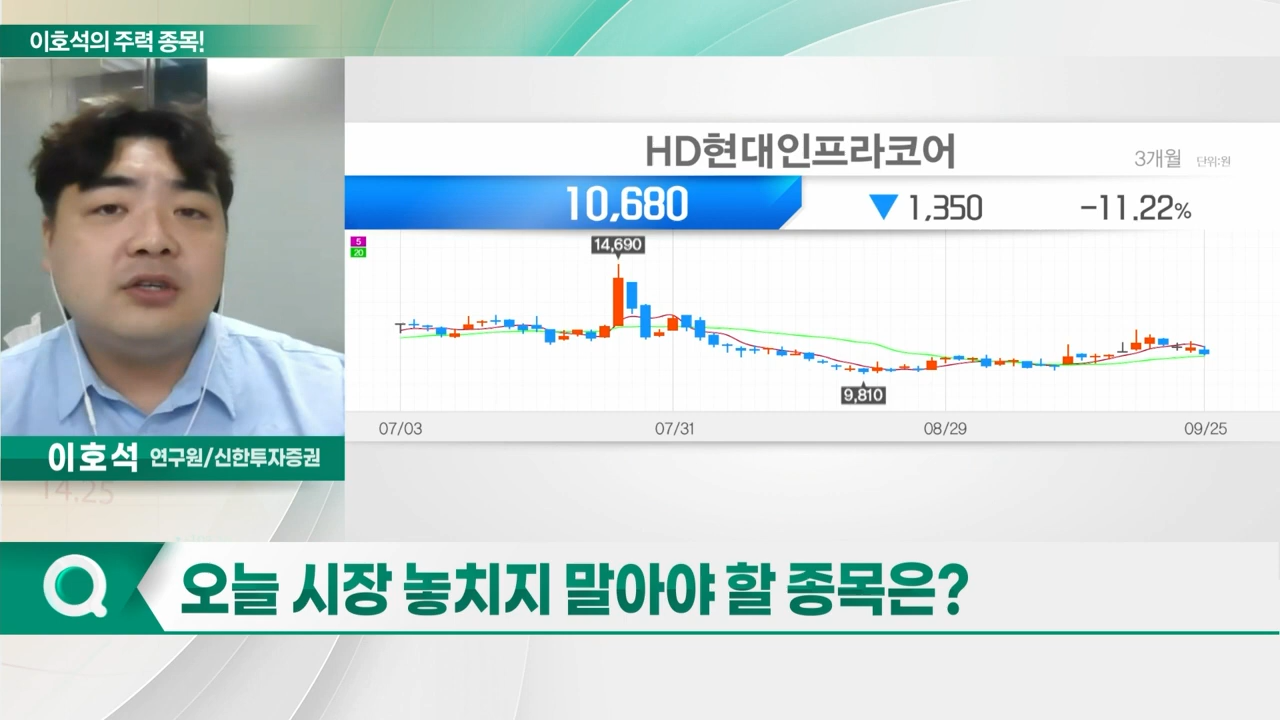 이호석의 주력 종목!
HD현대인프라코어
3개월 단위:원
10,680 ▼ 1,350 -11.22%
5
20
14,690
9,810
07/03 07/31 08/29 09/25
이호석 연구원/신한투자증권
14.25
오늘 시장 놓치지 말아야 할 종목은?